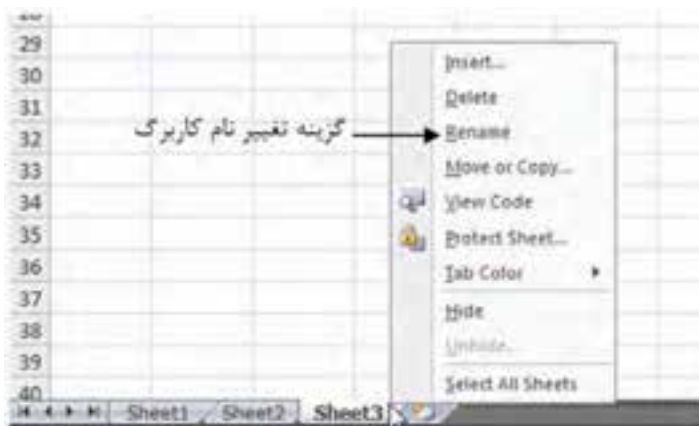 29
30
31
32
33
34
35
36
37
38
39
40
Insert...
Delete
گزینه تغییر نام کاربرگ
Rename
Move or Copy...
View Code
Protect Sheet...
Tab Color
Hide
Unhide...
Select All Sheets
Sheet1 Sheet2 Sheet3